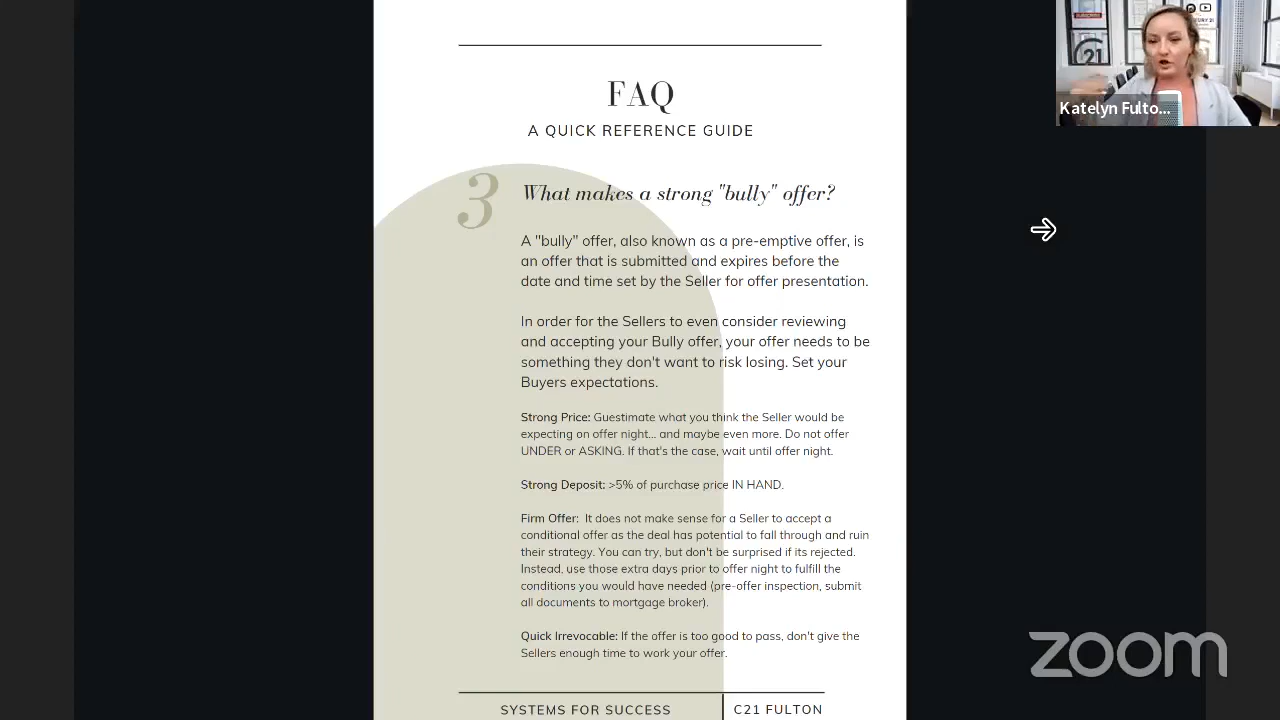 FAQ
A QUICK REFERENCE GUIDE
3
What makes a strong "bully" offer?
A "bully" offer, also known as a pre-emptive offer, is
an offer that is submitted and expires before the
date and time set by the Seller for offer presentation.
In order for the Sellers to even consider reviewing
and accepting your Bully offer, your offer needs to be
something they don't want to risk losing. Set your
Buyers expectations.
Strong Price: Guestimate what you think the Seller would be
expecting on offer night... and maybe even more. Do not offer
UNDER or ASKING. If that's the case, wait until offer night.
Strong Deposit: >5% of purchase price IN HAND.
Firm Offer: It does not make sense for a Seller to accept a
conditional offer as the deal has potential to fall through and ruin
their strategy. You can try, but don't be surprised if its rejected.
Instead, use those extra days prior to offer night to fulfill the
conditions you would have needed (pre-offer inspection, submit
all documents to mortgage broker).
Quick Irrevocable: If the offer is too good to pass, don't give the
Sellers enough time to work your offer.
SYSTEMS FOR SUCCESS
C21 FULTON
Katelyn Fulto...
21
zoom